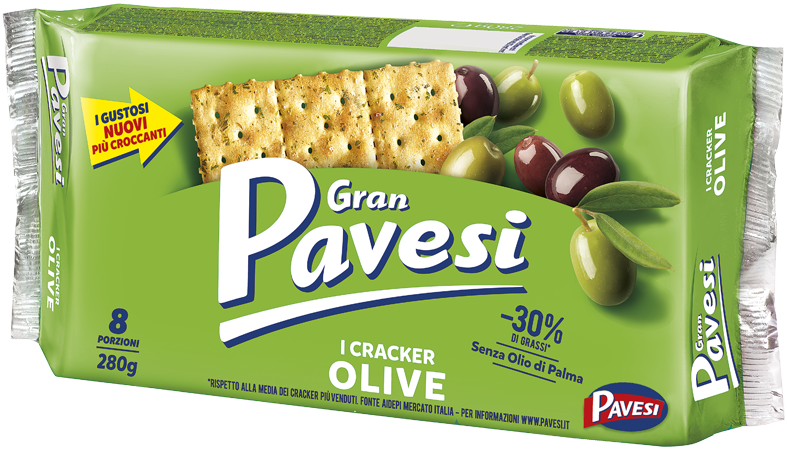 I GUSTOSI
NUOVI
PIÙ CROCCANTI
Gran
Pavesi
I CRACKER
OLIVE
8
PORZIONI
280g
-30%
DI GRASSI*
Senza Olio di Palma
*RISPETTO ALLA MEDIA DEI CRACKER PIÙ VENDUTI. FONTE AIDEPI MERCATO ITALIA - PER INFORMAZIONI WWW.PAVESI.IT
PAVESI
Gran
Pavesi
I CRACKER
OLIVE
Gran
Pavesi
I CRACKER
OLIVE